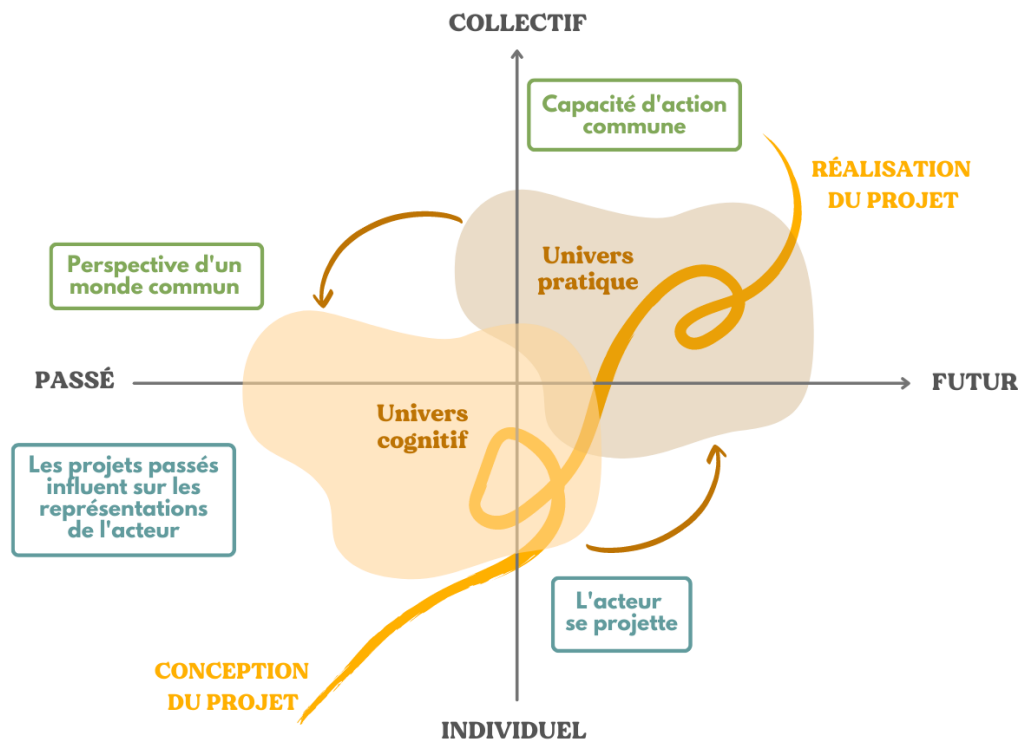 COLLECTIF
Capacité d'action
commune
RÉALISATION
DU PROJET
Univers
pratique
Perspective d'un
monde commun
PASSÉ
FUTUR
Univers
cognitif
Les projets passés
influent sur les
représentations
de l'acteur
L'acteur
se projette
CONCEPTION
DU PROJET
INDIVIDUEL